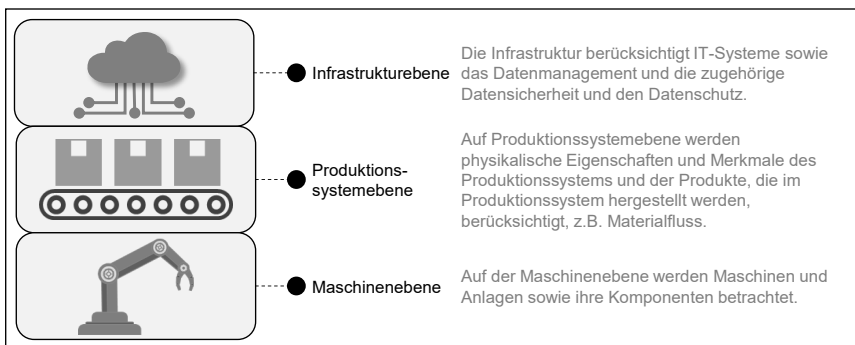 Infrastrukturebene
Die Infrastruktur berücksichtigt IT-Systeme sowie
das Datenmanagement und die zugehörige
Datensicherheit und den Datenschutz.
Produktions-
systemebene
Auf Produktionssystemebene werden
physikalische Eigenschaften und Merkmale des
Produktionssystems und der Produkte, die im
Produktionssystem hergestellt werden,
berücksichtigt, z.B. Materialfluss.
Maschinenebene
Auf der Maschinenebene werden Maschinen und
Anlagen sowie ihre Komponenten betrachtet.